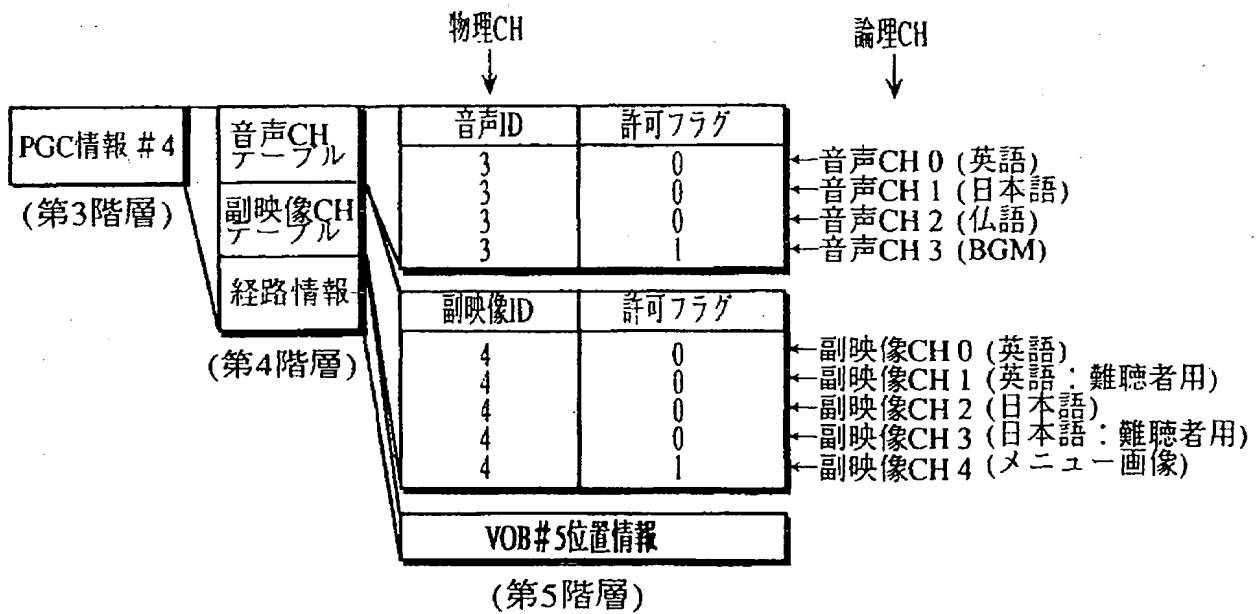 物理CH
論理CH
PGC情報#4
(第3階層)
音声CH
テーブル
副映像CH
テーブル
経路情報
(第4階層)
音声ID 許可フラグ
3 0 ←音声CH 0 (英語)
3 0 ←音声CH 1 (日本語)
3 0 ←音声CH 2 (仏語)
3 1 ←音声CH 3 (BGM)
副映像ID 許可フラグ
4 0 ←副映像CH 0 (英語)
4 0 ←副映像CH 1 (英語:難聴者用)
4 0 ←副映像CH 2 (日本語)
4 0 ←副映像CH 3 (日本語:難聴者用)
4 1 ←副映像CH 4 (メニュー画像)
VOB#5位置情報
(第5階層)